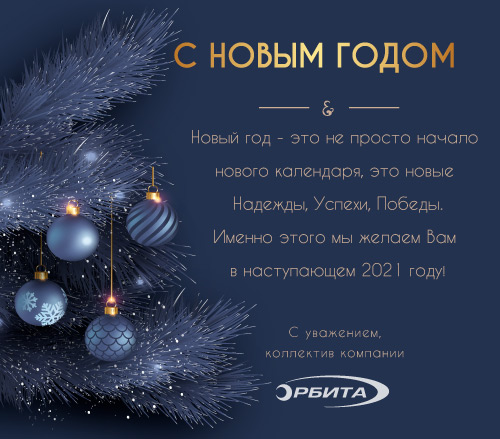 С НОВЫМ ГОДОМ
&
Новый год - это не просто начало
нового календаря, это новые
Надежды, Успехи, Победы.
Именно этого мы желаем Вам
в наступающем 2021 году!
С уважением,
коллектив компании
ОРБИТА